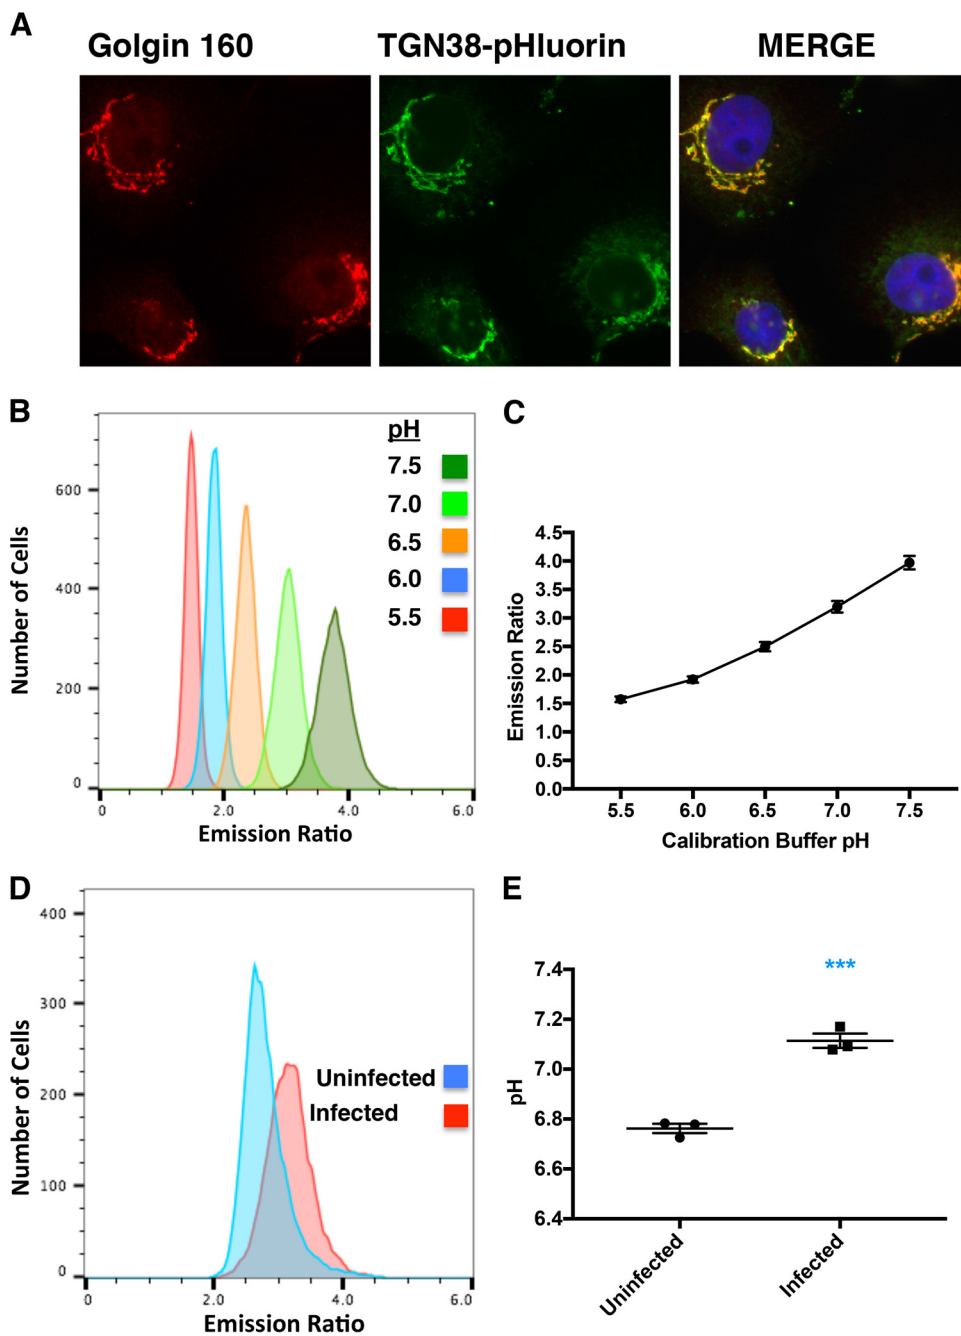 A
Golgin 160 TGN38-pHluorin MERGE
B
pH
7.5
7.0
6.5
6.0
5.5
600
400
200
0
0 2.0 4.0 6.0
Number of Cells
Emission Ratio
C
4.5
4.0
3.5
3.0
2.5
2.0
1.5
1.0
0.5
0.0
5.5 6.0 6.5 7.0 7.5
Emission Ratio
Calibration Buffer pH
D
400
300
200
100
0
0 2.0 4.0 6.0
Uninfected
Infected
Number of Cells
Emission Ratio
E
***
7.4
7.2
7.0
6.8
6.6
6.4
pH
Uninfected Infected